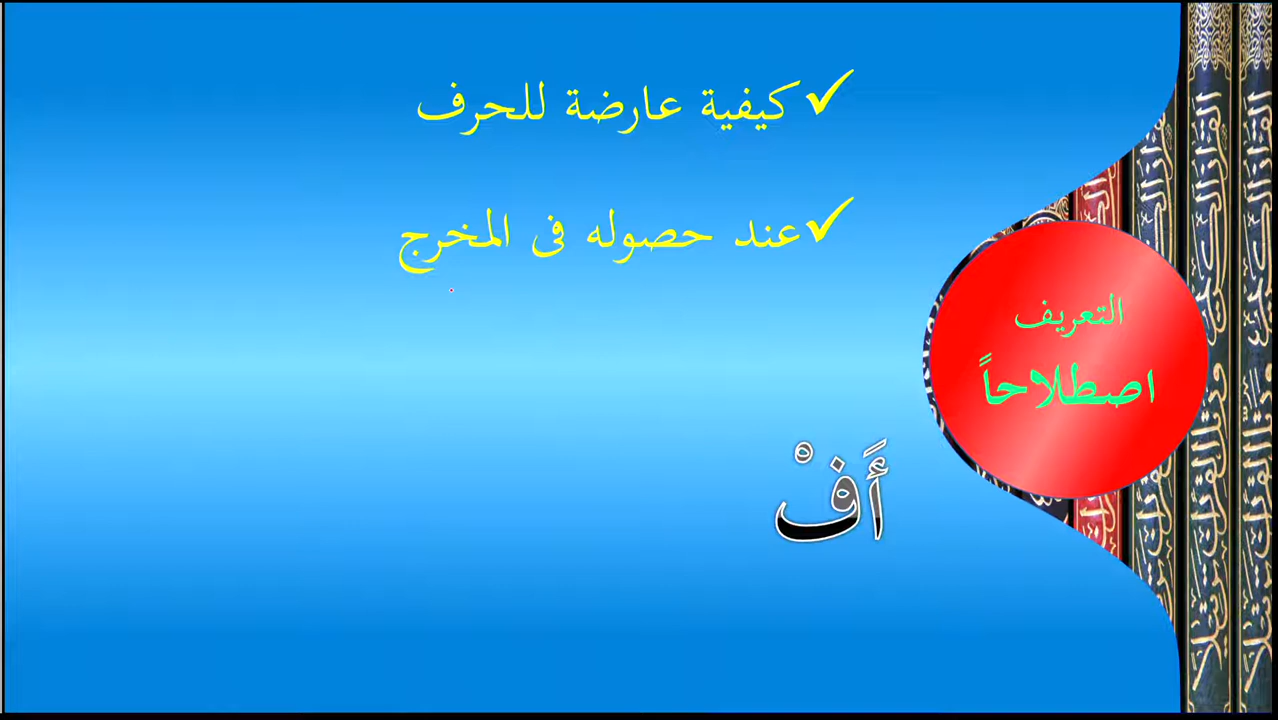 كيفية عارضة للحرف
عند حصوله فى المخرج
التعريف
اصطلاحاً
أَفْ